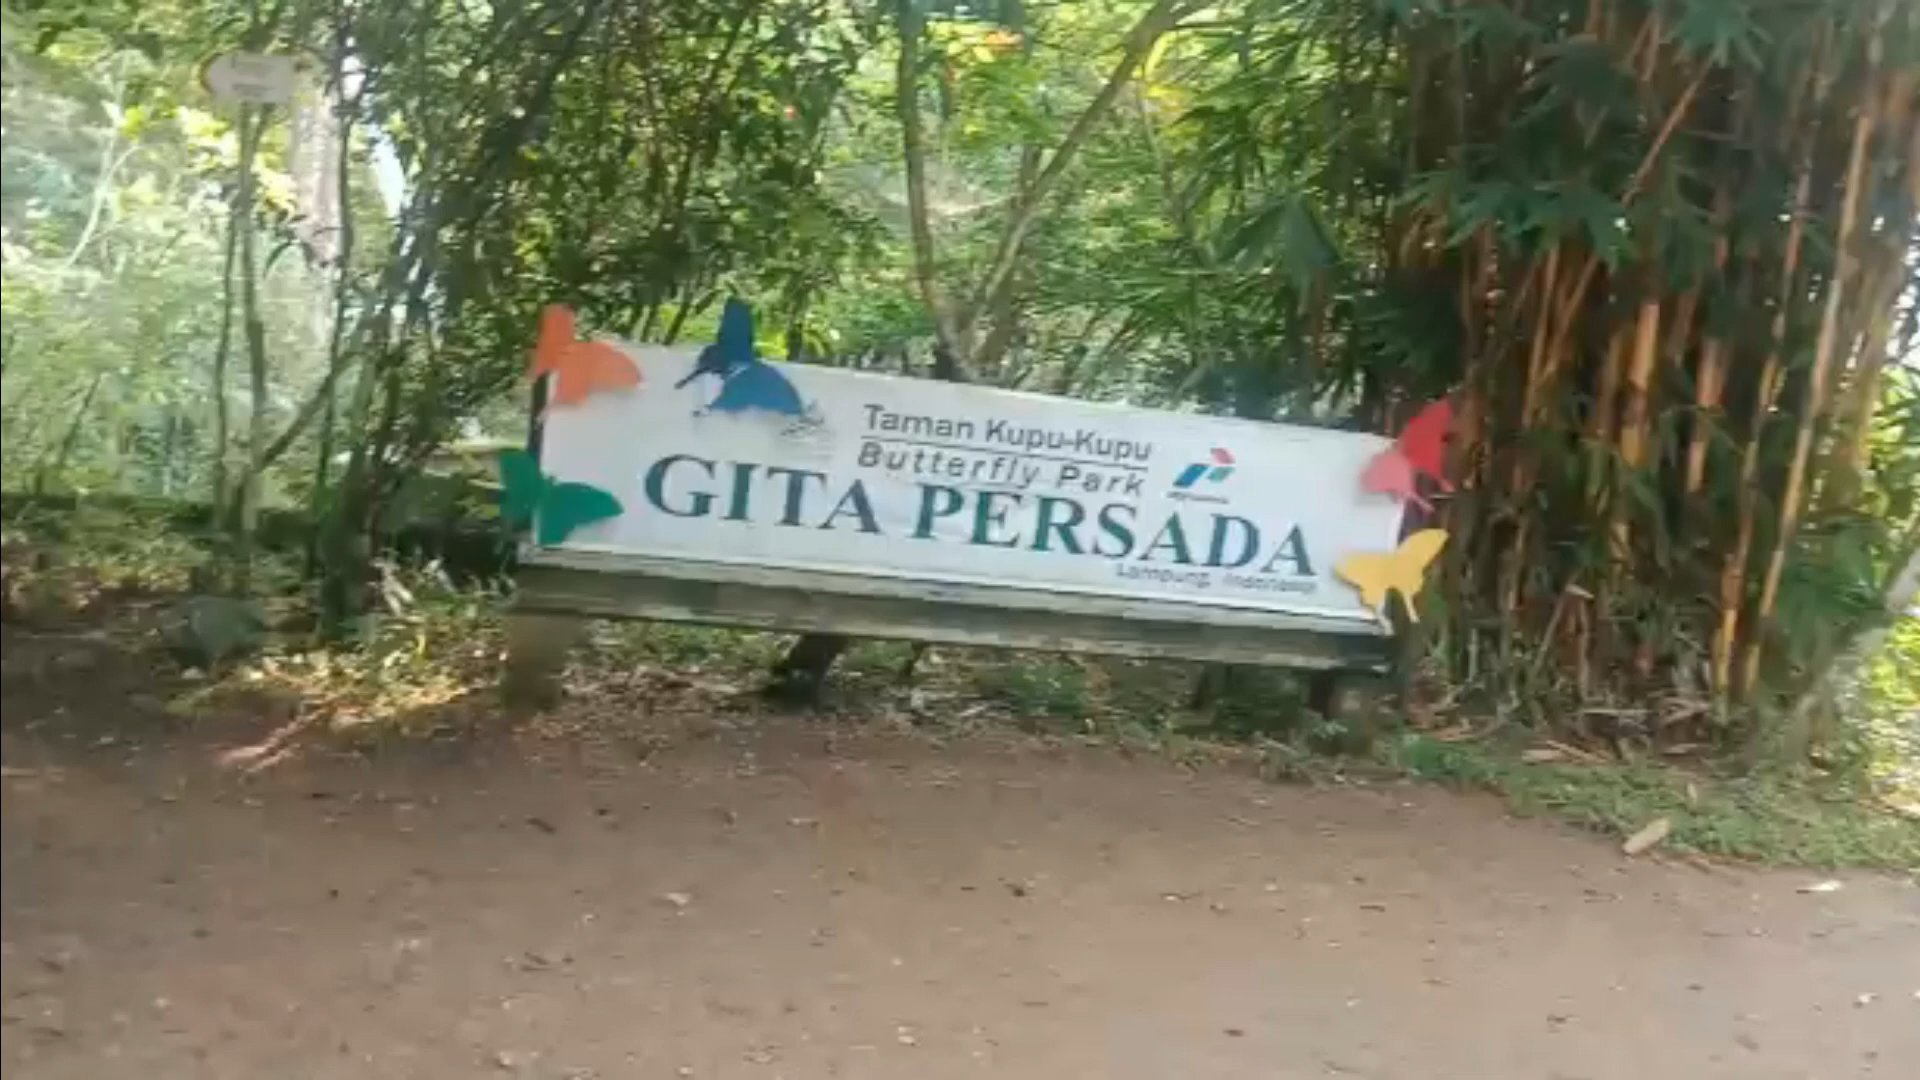 Taman Kupu-Kupu
Butterfly Park
GITA PERSADA
Lampung, Indonesia